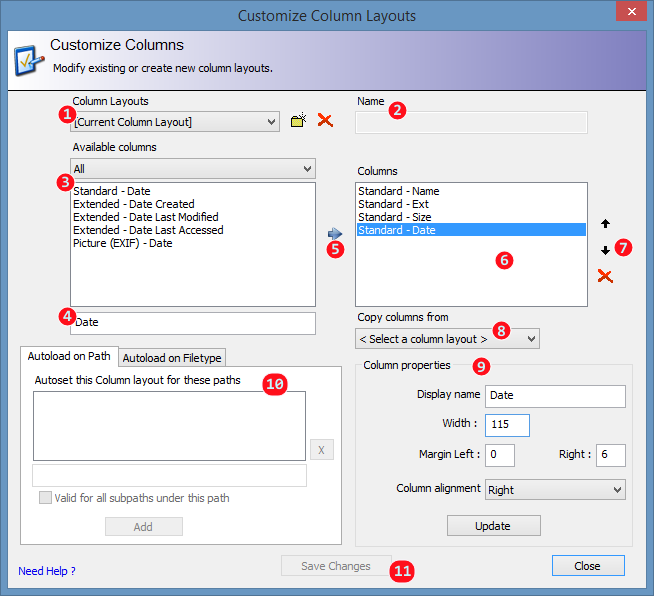 Customize Column Layouts
x
Customize Columns
Modify existing or create new column layouts.
Column Layouts
1
[Current Column Layout]
Name
2
Available columns
All
3
Standard - Date
Extended - Date Created
Extended - Date Last Modified
Extended - Date Last Accessed
Picture (EXIF) - Date
4
Date
5
Columns
Standard - Name
Standard - Ext
Standard - Size
Standard - Date
6
7
Copy columns from
8
< Select a column layout >
Autoload on Path
Autoload on Filetype
Autoset this Column layout for these paths
10
X
Valid for all subpaths under this path
Add
Column properties
9
Display name
Date
Width :
115
Margin Left :
0
Right :
6
Column alignment
Right
Update
Need Help ?
Save Changes
11
Close